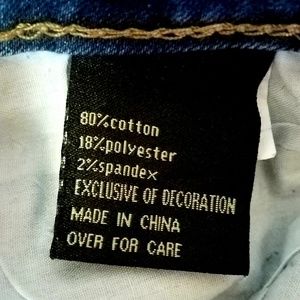 80%cotton
18%polyester
2%spandex
EXCLUSIVE OF DECORATION
MADE IN CHINA
OVER FOR CARE